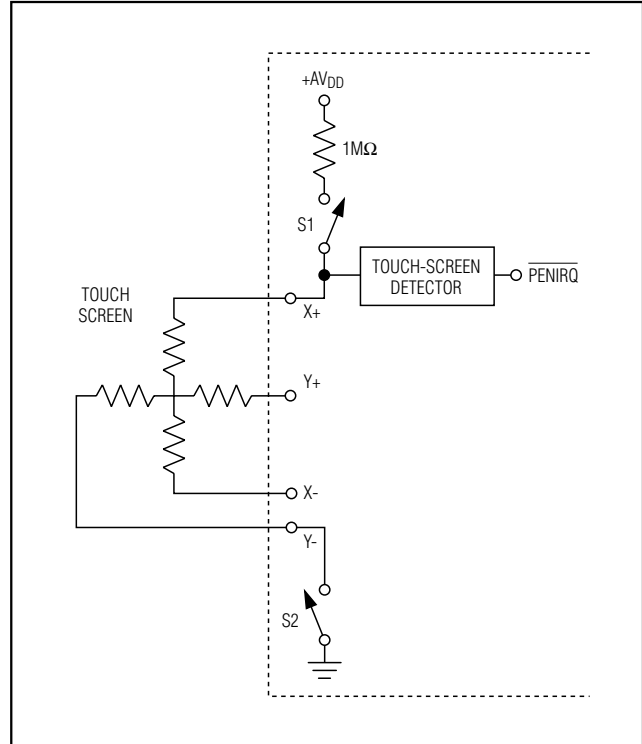 +AVDD
1MΩ
S1
TOUCH-SCREEN
DETECTOR
PENIRQ
TOUCH
SCREEN
X+
Y+
X-
Y-
S2